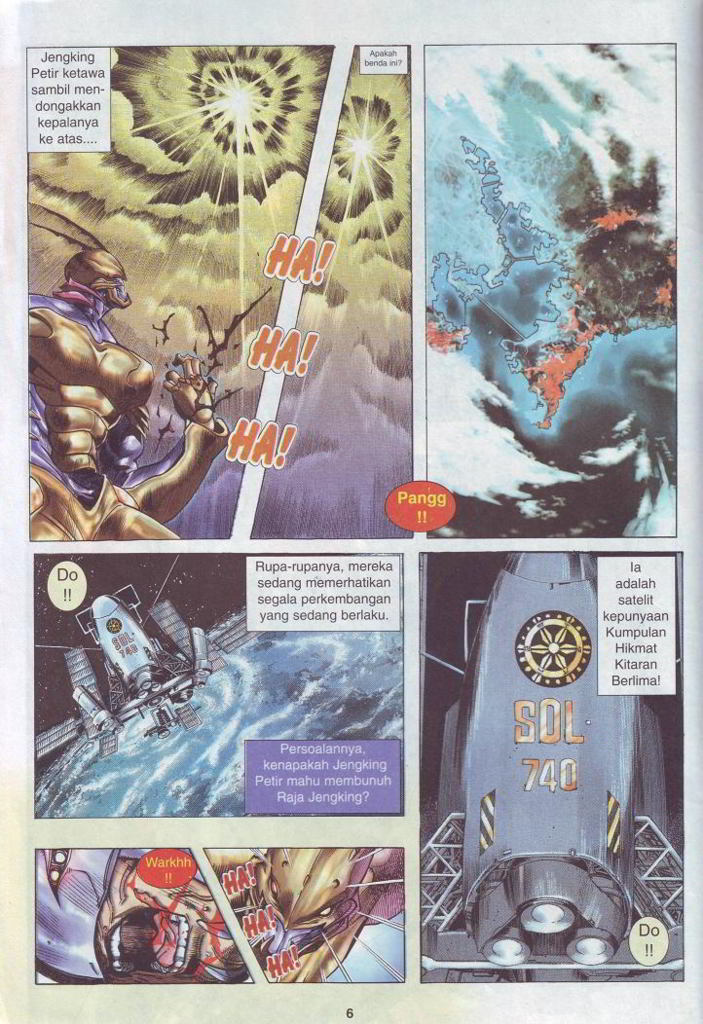 Jengking
Petir ketawa
sambil men-
dongakkan
kepalanya
ke atas....
Apakah
benda ini?
HA!
HA!
HA!
Pangg
!!
Do
!!
SOL
740
Rupa-rupanya, mereka
sedang memerhatikan
segala perkembangan
yang sedang berlaku.
Persoalannya,
kenapakah Jengking
Petir mahu membunuh
Raja Jengking?
Ia
adalah
satelit
kepunyaan
Kumpulan
Hikmat
Kitaran
Berlima!
SOL
740
Do
!!
Warkhh
!!
HA!
HA!
HA!
6